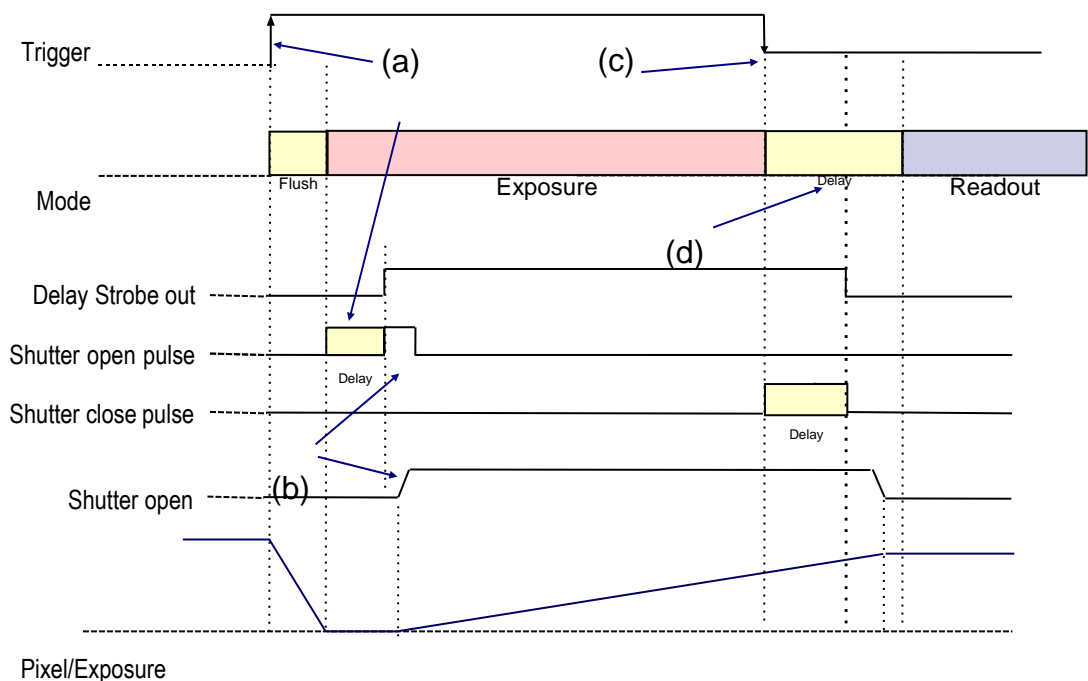 Trigger
(a)
(c)
Flush
Exposure
Delay
Readout
Mode
(d)
Delay Strobe out
Shutter open pulse
Delay
Shutter close pulse
Delay
(b)
Shutter open
Pixel/Exposure